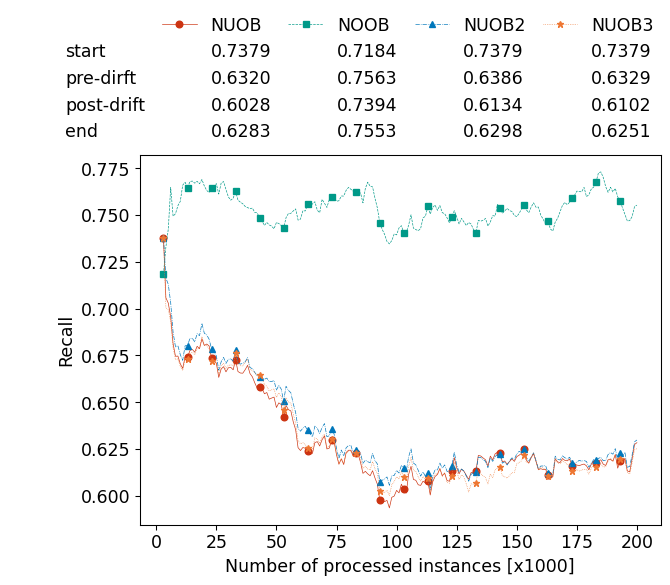 NUOB NOOB NUOB2 NUOB3
start 0.7379 0.7184 0.7379 0.7379
pre-dirft 0.6320 0.7563 0.6386 0.6329
post-drift 0.6028 0.7394 0.6134 0.6102
end 0.6283 0.7553 0.6298 0.6251
0.775
0.750
0.725
0.700
0.675
0.650
0.625
0.600
Recall
0 25 50 75 100 125 150 175 200
Number of processed instances [x1000]